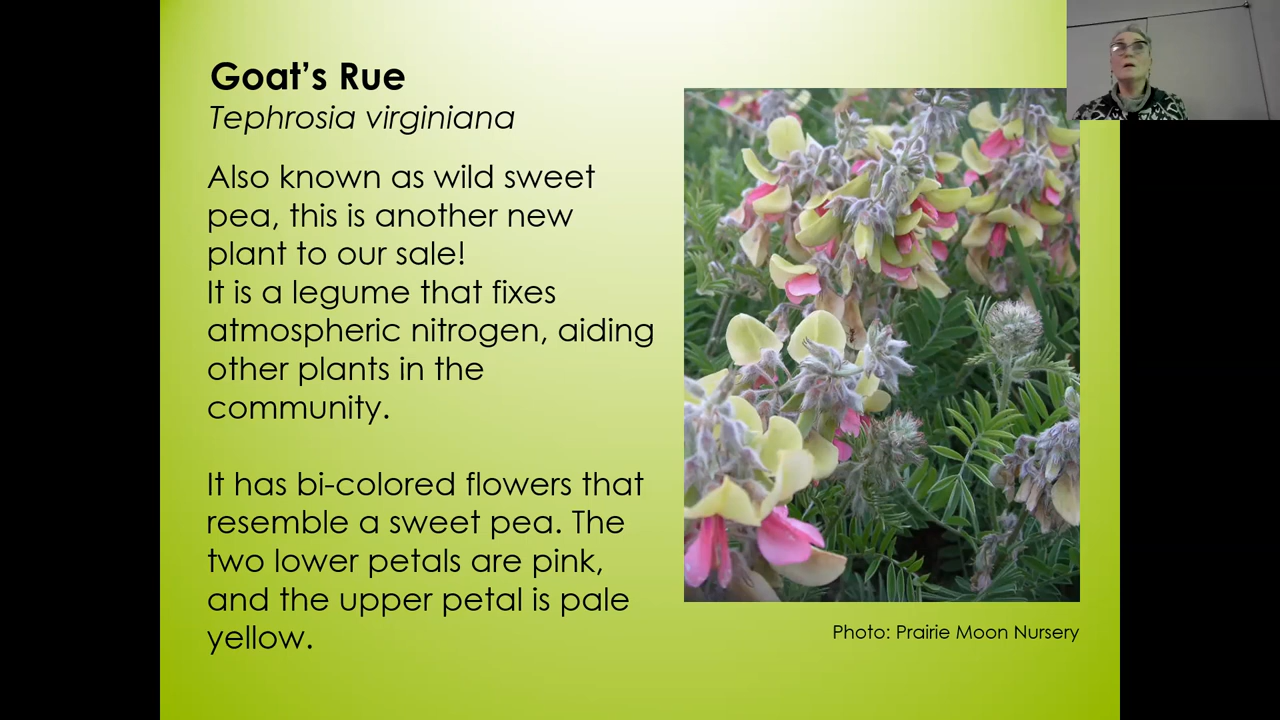 Goat’s Rue
Tephrosia virginiana
Also known as wild sweet
pea, this is another new
plant to our sale!
It is a legume that fixes
atmospheric nitrogen, aiding
other plants in the
community.
It has bi-colored flowers that
resemble a sweet pea. The
two lower petals are pink,
and the upper petal is pale
yellow.
Photo: Prairie Moon Nursery